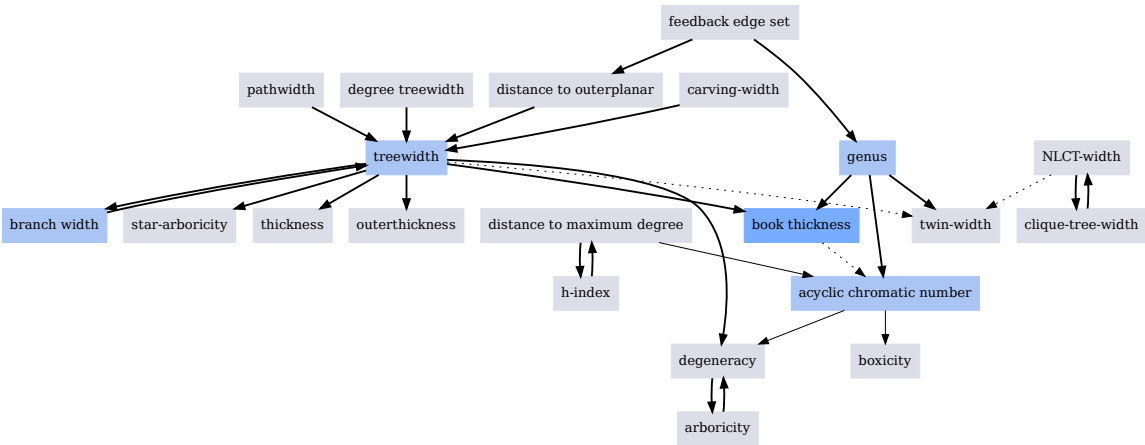 feedback edge set
pathwidth
degree treewidth
distance to outerplanar
carving-width
treewidth
genus
NLCT-width
branch width
star-arboricity
thickness
outerthickness
distance to maximum degree
book thickness
twin-width
clique-tree-width
h-index
acyclic chromatic number
degeneracy
boxicity
arboricity